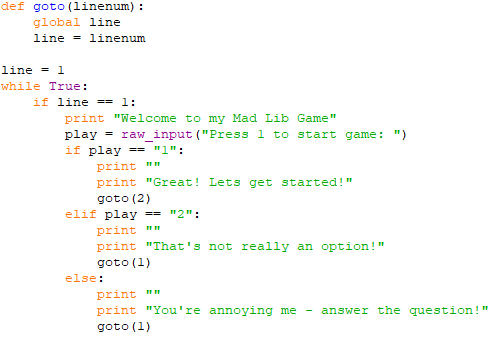 def goto(linenum):
    global line
    line = linenum

line = 1
while True:
    if line == 1:
        print "Welcome to my Mad Lib Game"
        play = raw_input("Press 1 to start game: ")
        if play == "1":
            print ""
            print "Great! Lets get started!"
            goto(2)
        elif play == "2":
            print ""
            print "That's not really an option!"
            goto(1)
        else:
            print ""
            print "You're annoying me - answer the question!"
            goto(1)